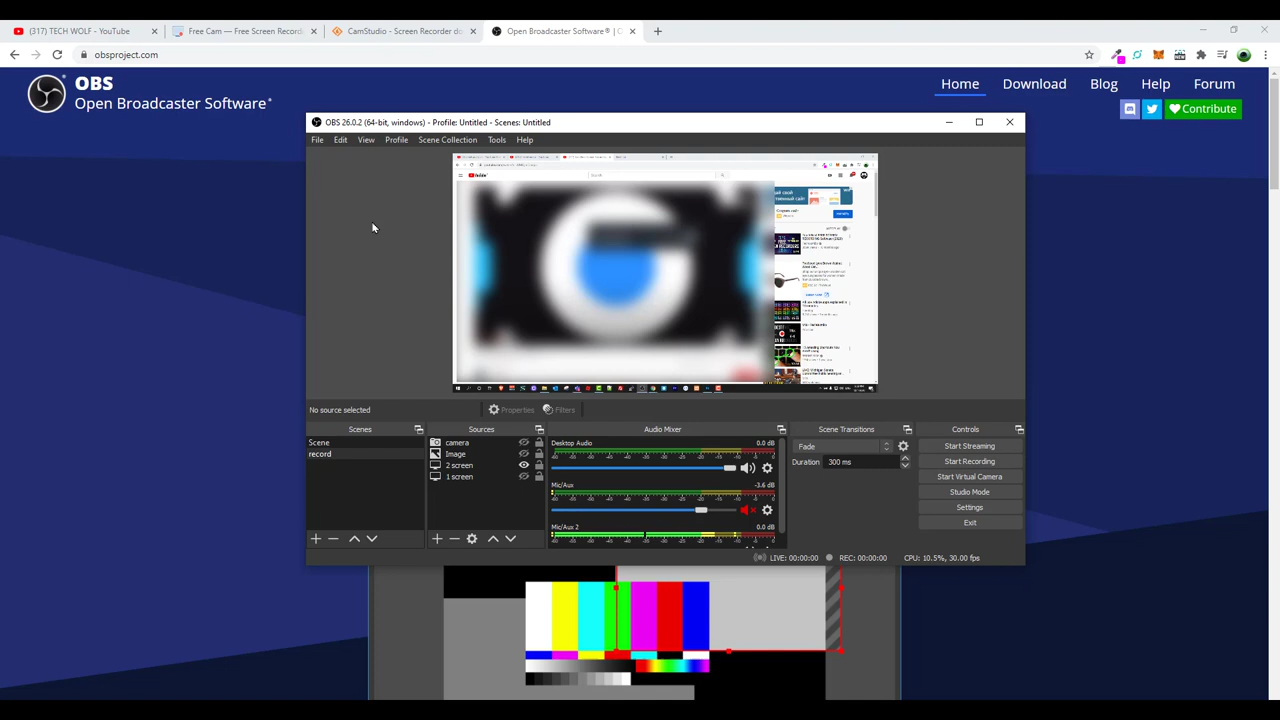 (317) TECH WOLF - YouTube
Free Cam — Free Screen Recordi
CamStudio - Screen Recorder do
Open Broadcaster Software® | O
obsproject.com
OBS
Open Broadcaster Software
Home
Download
Blog
Help
Forum
Contribute
OBS 26.0.2 (64-bit, windows) - Profile: Untitled - Scenes: Untitled
File Edit View Profile Scene Collection Tools Help
No source selected
Properties
Filters
Scenes
Scene
record
Sources
camera
Image
2 screen
1 screen
Audio Mixer
Desktop Audio 0.0 dB
Mic/Aux -3.6 dB
Mic/Aux 2 0.0 dB
Scene Transitions
Fade
Duration 300 ms
Controls
Start Streaming
Start Recording
Start Virtual Camera
Studio Mode
Settings
Exit
LIVE: 00:00:00 REC: 00:00:00 CPU: 10.5%, 30.00 fps